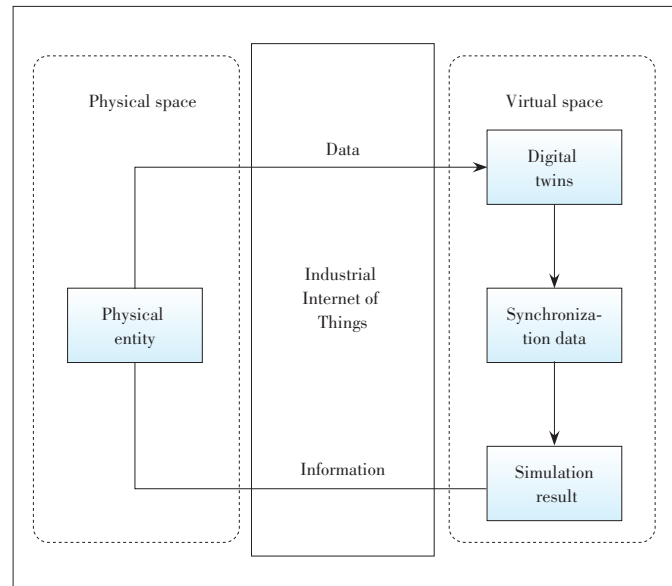 Physical space
Virtual space
Data
Digital
twins
Industrial
Internet of
Things
Physical
entity
Synchroniza-
tion data
Information
Simulation
result